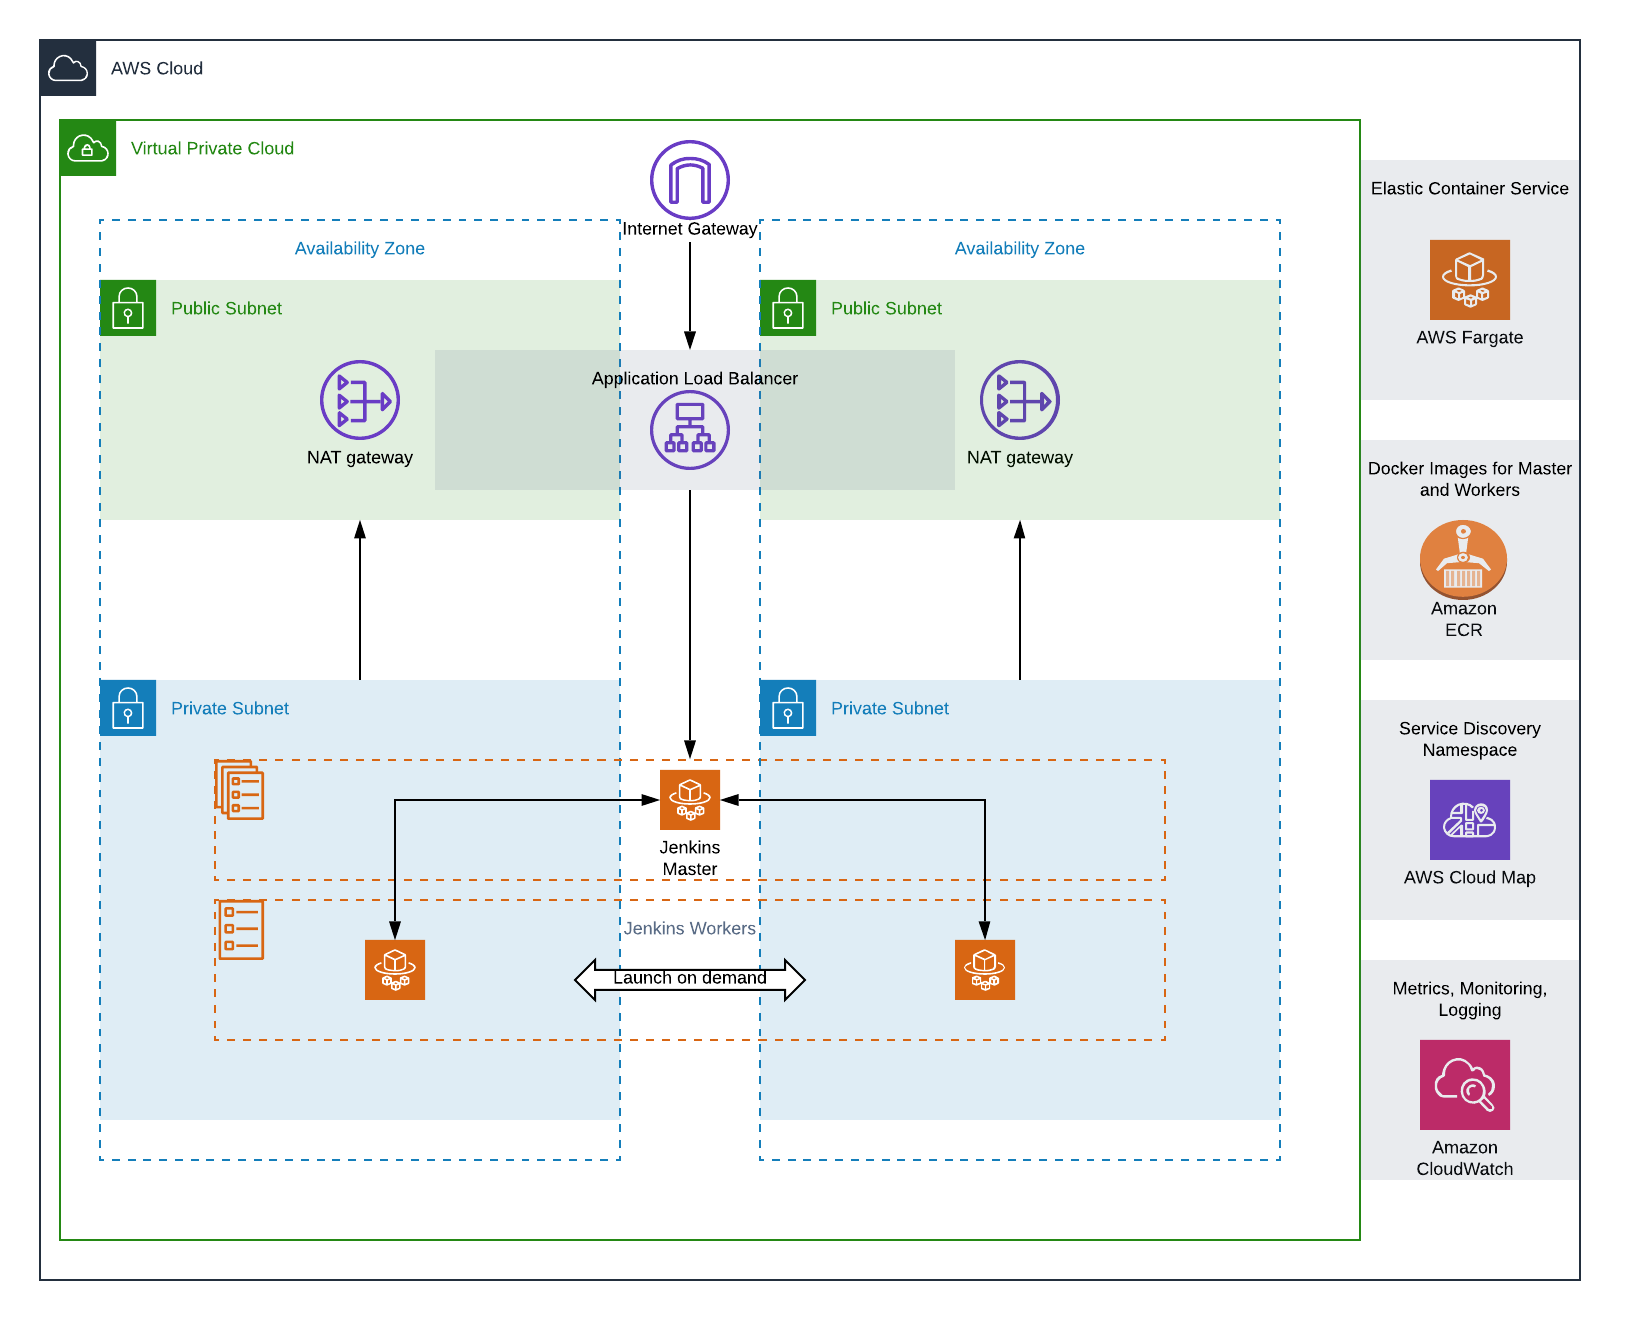 AWS Cloud
Virtual Private Cloud
Internet Gateway
Availability Zone
Availability Zone
Public Subnet
Public Subnet
Application Load Balancer
NAT gateway
NAT gateway
Private Subnet
Private Subnet
Jenkins
Master
Jenkins Workers
Launch on demand
Elastic Container Service
AWS Fargate
Docker Images for Master
and Workers
Amazon
ECR
Service Discovery
Namespace
AWS Cloud Map
Metrics, Monitoring,
Logging
Amazon
CloudWatch